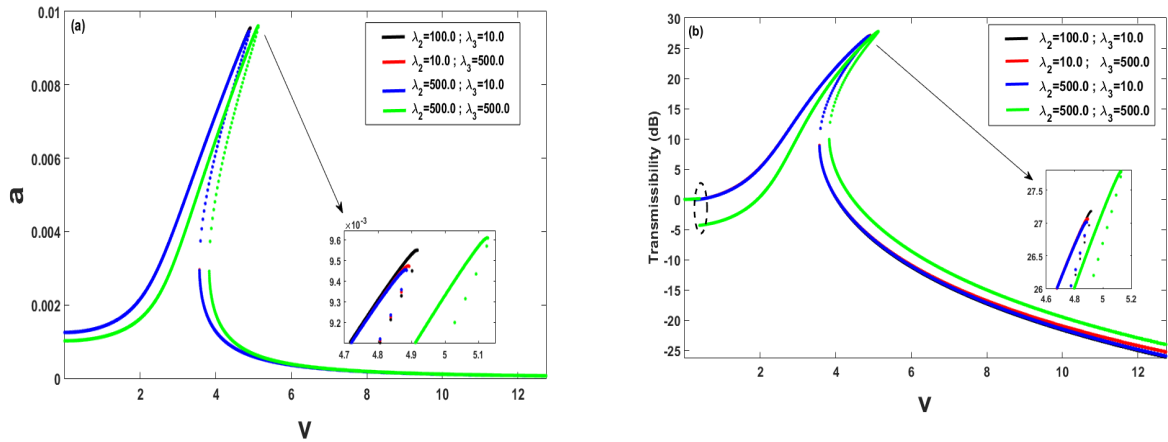 (a)
λ2=100.0 ; λ3=10.0
λ2=10.0 ; λ3=500.0
λ2=500.0 ; λ3=10.0
λ2=500.0 ; λ3=500.0
0.01
0.008
0.006
0.004
0.002
0
a
2 4 6 8 10 12
V
×10-3
9.6
9.5
9.4
9.3
9.2
4.7 4.8 4.9 5 5.1
(b)
λ2=100.0 ; λ3=10.0
λ2=10.0 ; λ3=500.0
λ2=500.0 ; λ3=10.0
λ2=500.0 ; λ3=500.0
30
25
20
15
10
5
0
-5
-10
-15
-20
-25
Transmissibility (dB)
0 2 4 6 8 10 12
V
27.5
27
26.5
26
4.6 4.8 5 5.2